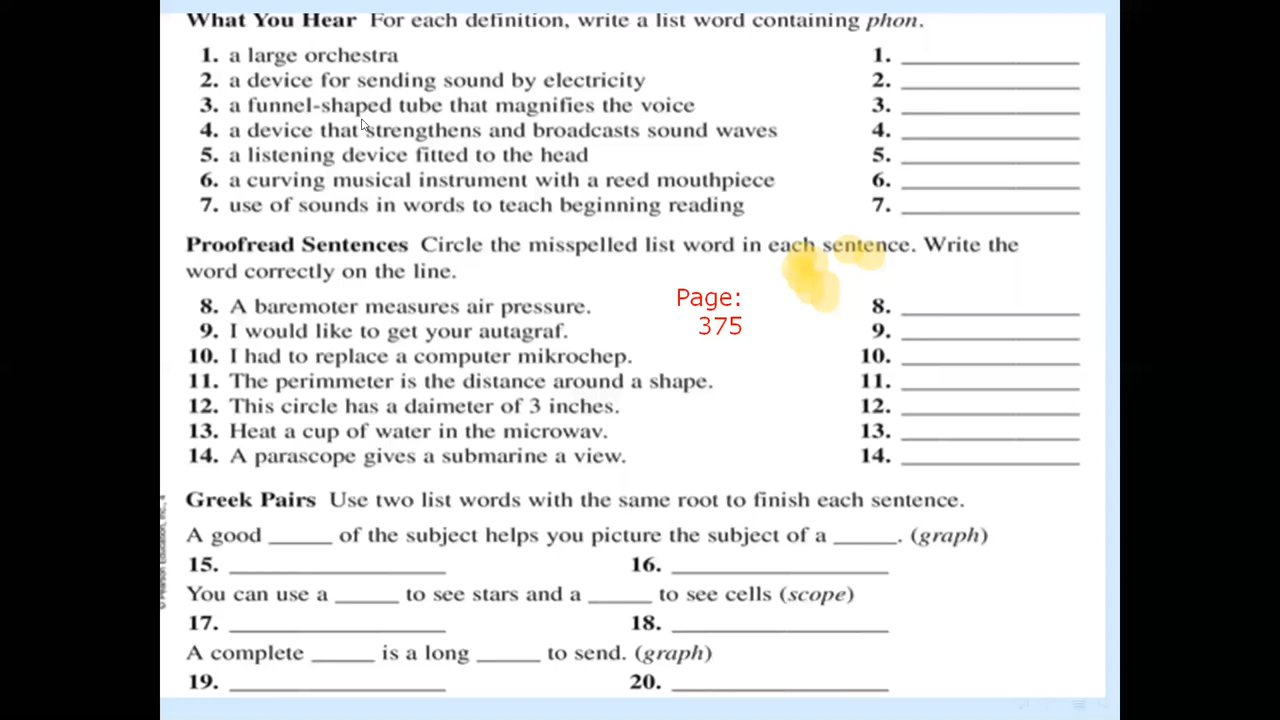 What You Hear For each definition, write a list word containing phon.
1. a large orchestra 1. ____________
2. a device for sending sound by electricity 2. ____________
3. a funnel-shaped tube that magnifies the voice 3. ____________
4. a device that strengthens and broadcasts sound waves 4. ____________
5. a listening device fitted to the head 5. ____________
6. a curving musical instrument with a reed mouthpiece 6. ____________
7. use of sounds in words to teach beginning reading 7. ____________
Proofread Sentences Circle the misspelled list word in each sentence. Write the
word correctly on the line.
Page:
375
8. A baremoter measures air pressure. 8. ____________
9. I would like to get your autagraf. 9. ____________
10. I had to replace a computer mikrochep. 10. ____________
11. The perimmeter is the distance around a shape. 11. ____________
12. This circle has a daimeter of 3 inches. 12. ____________
13. Heat a cup of water in the microwav. 13. ____________
14. A parascope gives a submarine a view. 14. ____________
Greek Pairs Use two list words with the same root to finish each sentence.
A good _____ of the subject helps you picture the subject of a _____. (graph)
15. ____________ 16. ____________
You can use a _____ to see stars and a _____ to see cells (scope)
17. ____________ 18. ____________
A complete _____ is a long _____ to send. (graph)
19. ____________ 20. ____________
© Pearson Education, Inc.,